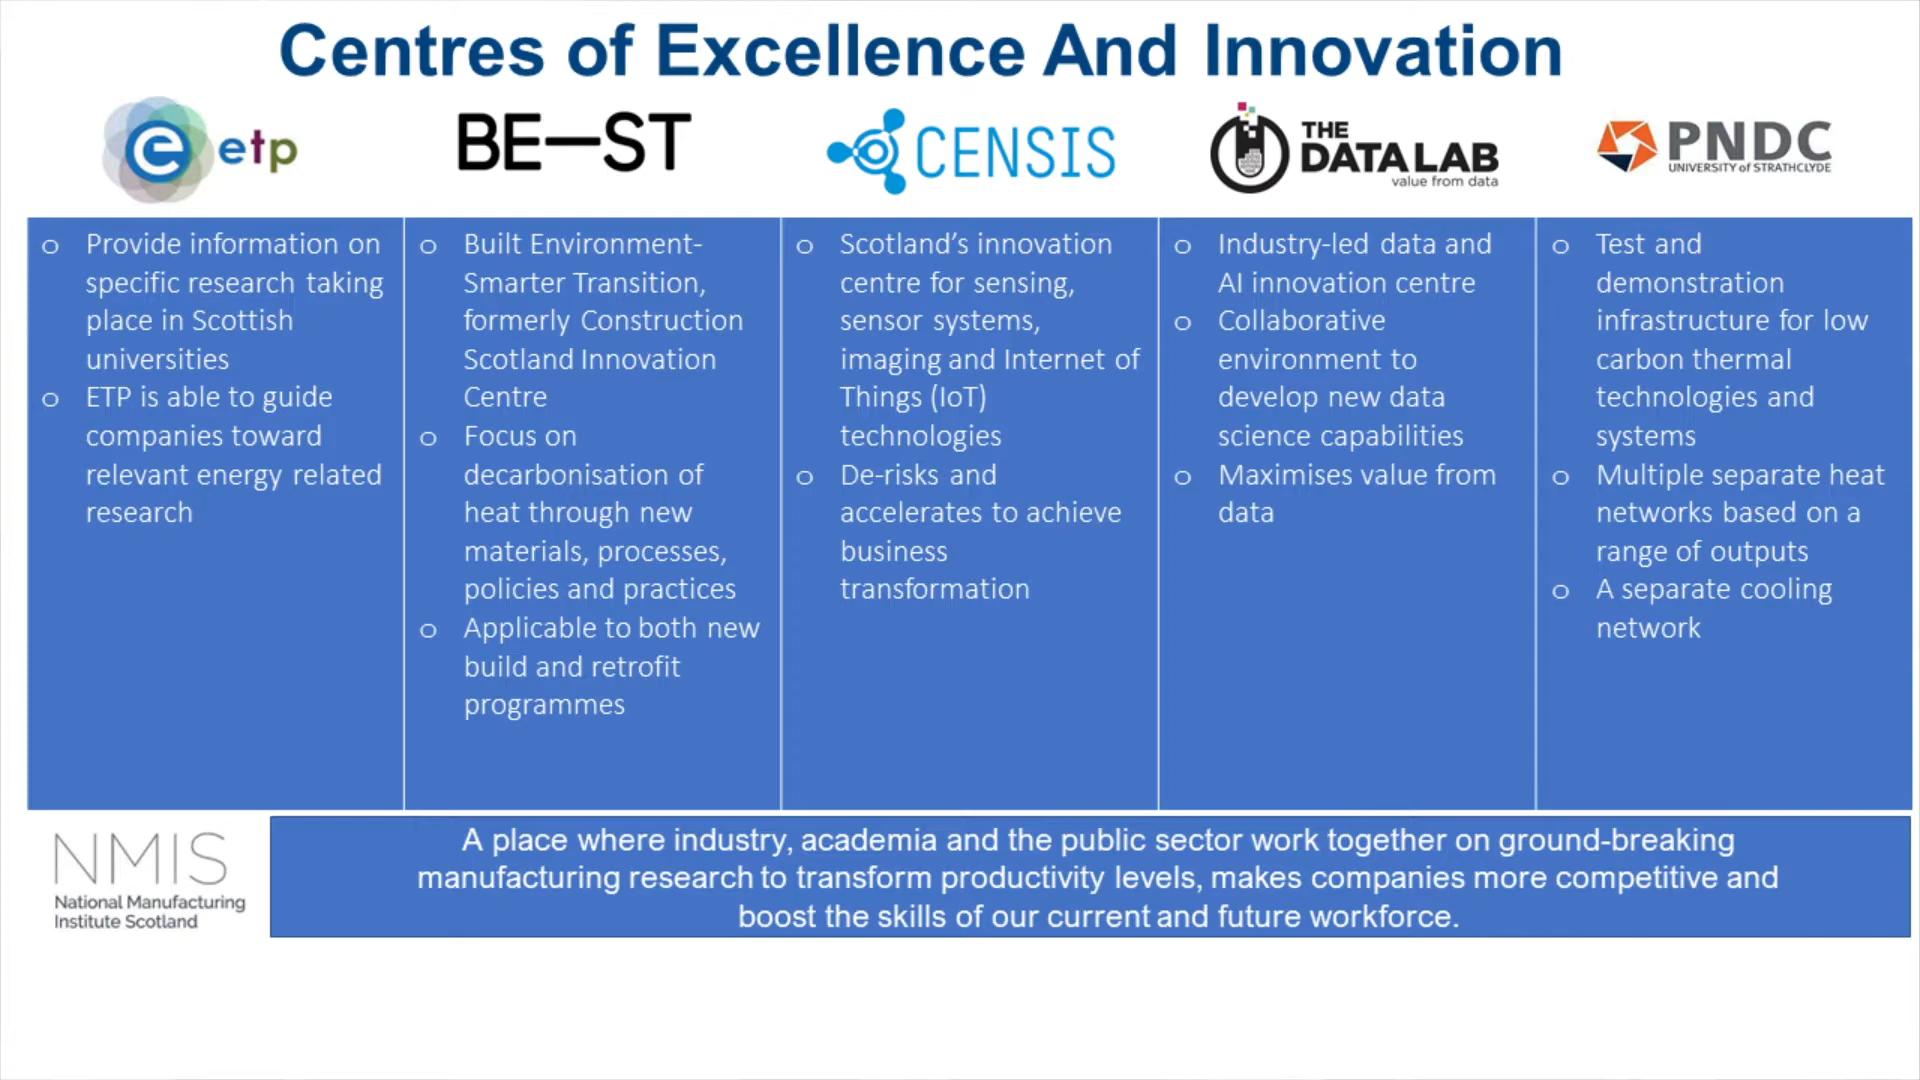 Centres of Excellence And Innovation
e etp
BE—ST
CENSIS
THE
DATALAB
value from data
PNDC
UNIVERSITY of STRATHCLYDE
o Provide information on
specific research taking
place in Scottish
universities
o ETP is able to guide
companies toward
relevant energy related
research
o Built Environment-
Smarter Transition,
formerly Construction
Scotland Innovation
Centre
o Focus on
decarbonisation of
heat through new
materials, processes,
policies and practices
o Applicable to both new
build and retrofit
programmes
o Scotland’s innovation
centre for sensing,
sensor systems,
imaging and Internet of
Things (IoT)
technologies
o De-risks and
accelerates to achieve
business
transformation
o Industry-led data and
AI innovation centre
o Collaborative
environment to
develop new data
science capabilities
o Maximises value from
data
o Test and
demonstration
infrastructure for low
carbon thermal
technologies and
systems
o Multiple separate heat
networks based on a
range of outputs
o A separate cooling
network
NMIS
National Manufacturing
Institute Scotland
A place where industry, academia and the public sector work together on ground-breaking
manufacturing research to transform productivity levels, makes companies more competitive and
boost the skills of our current and future workforce.